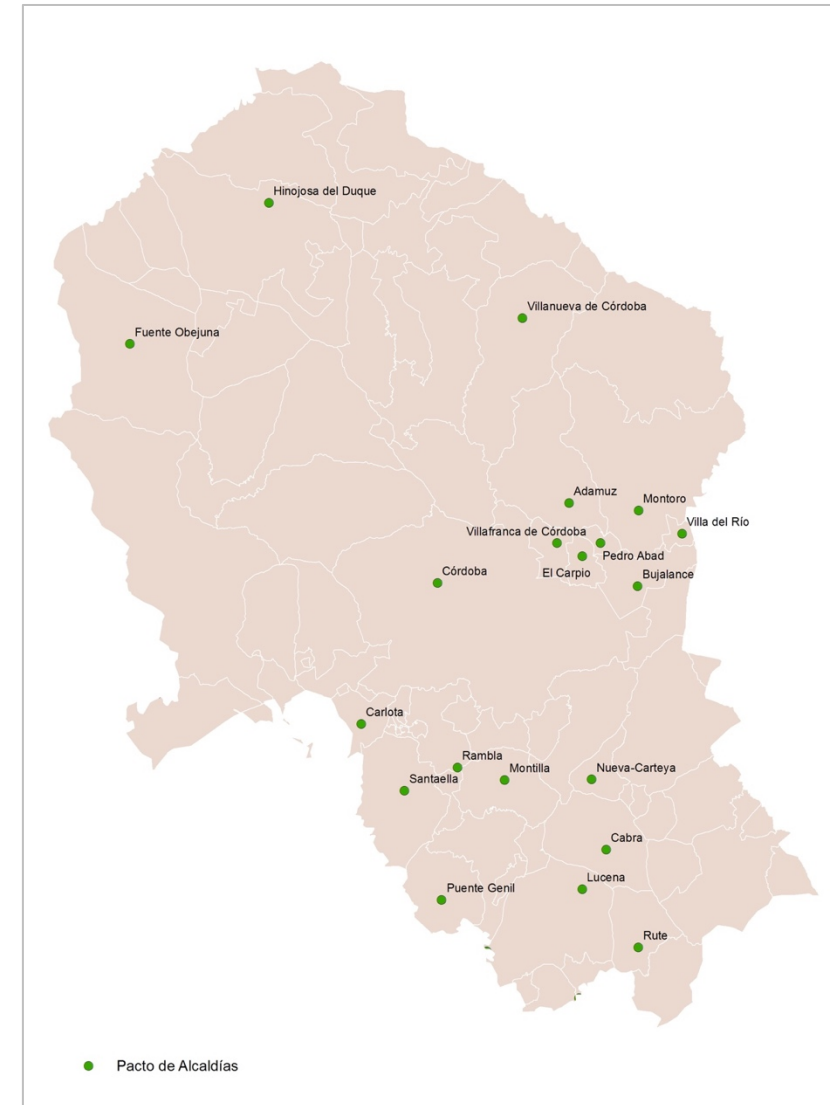 Hinojosa del Duque
Villanueva de Córdoba
Fuente Obejuna
Adamuz
Montoro
Villa del Río
Villafranca de Córdoba
Pedro Abad
El Carpio
Córdoba
Bujalance
Carlota
Rambla
Montilla
Nueva-Carteya
Santaella
Cabra
Lucena
Puente Genil
Rute
Pacto de Alcaldías